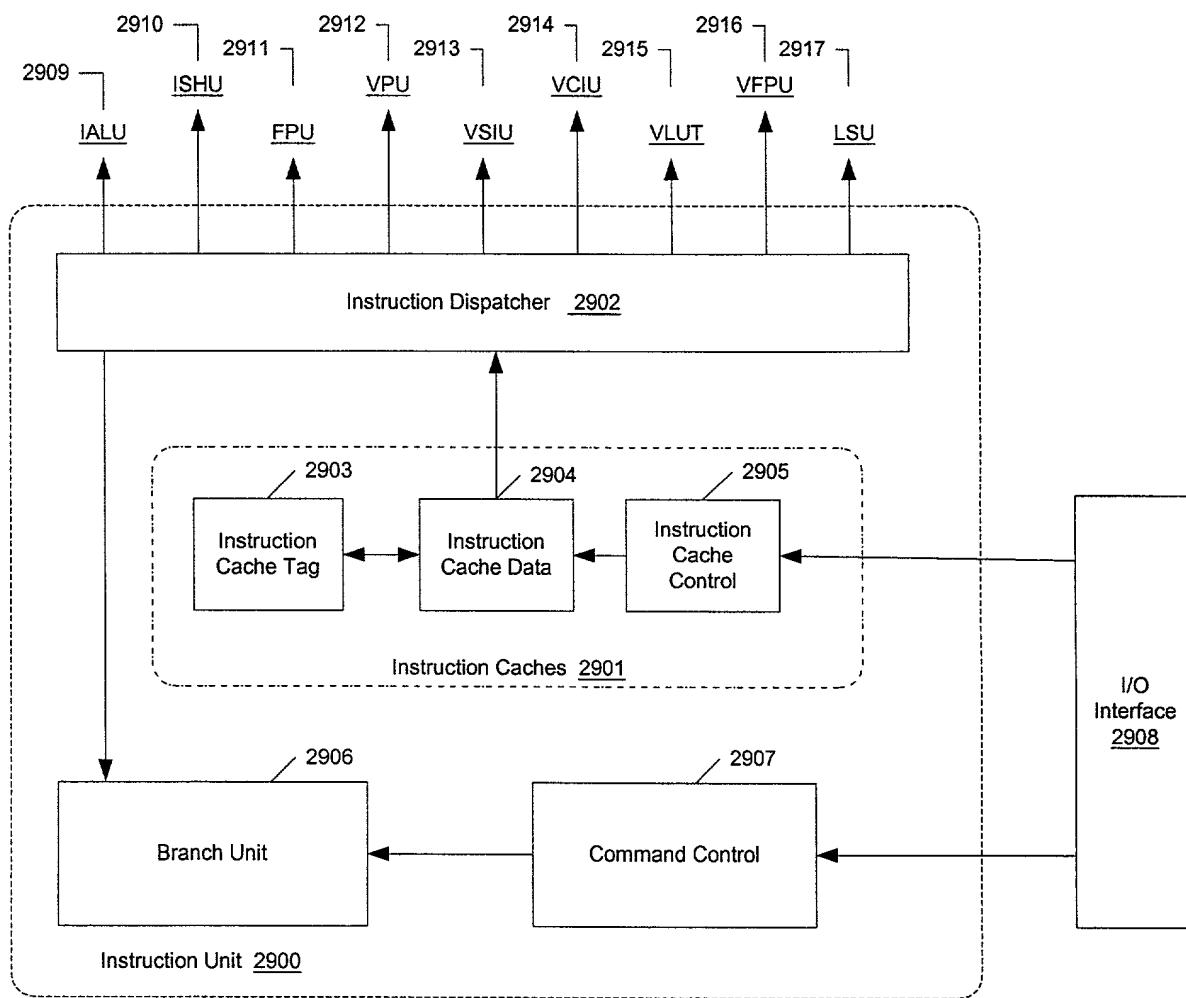 2910
2912
2914
2916
2911
2913
2915
2917
2909
ISHU
VPU
VCIU
VFPU
IALU
FPU
VSIU
VLUT
LSU
Instruction Dispatcher 2902
2903
2904
2905
Instruction
Cache Tag
Instruction
Cache Data
Instruction
Cache
Control
Instruction Caches 2901
I/O
Interface
2908
2906
2907
Branch Unit
Command Control
Instruction Unit 2900